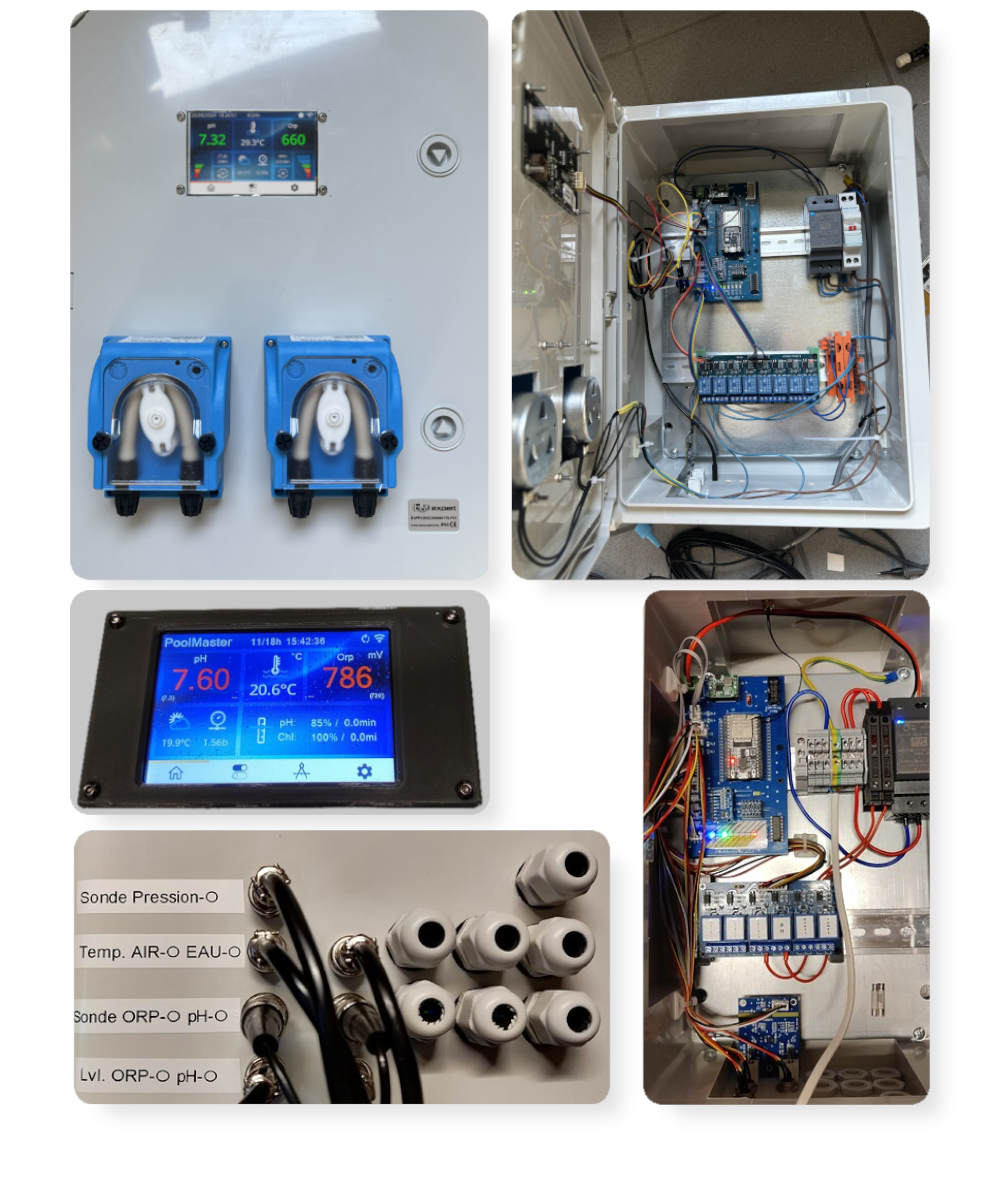 pH
Orp
7.32
29.3°C
660
expert
PoolMaster
11/18h 15:42:36
pH
°C
Orp
mV
7.60
20.6°C
786
19.9°C
1.56b
pH: 85% / 0.0min
Chl: 100% / 0.0mi
Sonde Pression-O
Temp. AIR-O EAU-O
Sonde ORP-O pH-O
Lvl. ORP-O pH-O